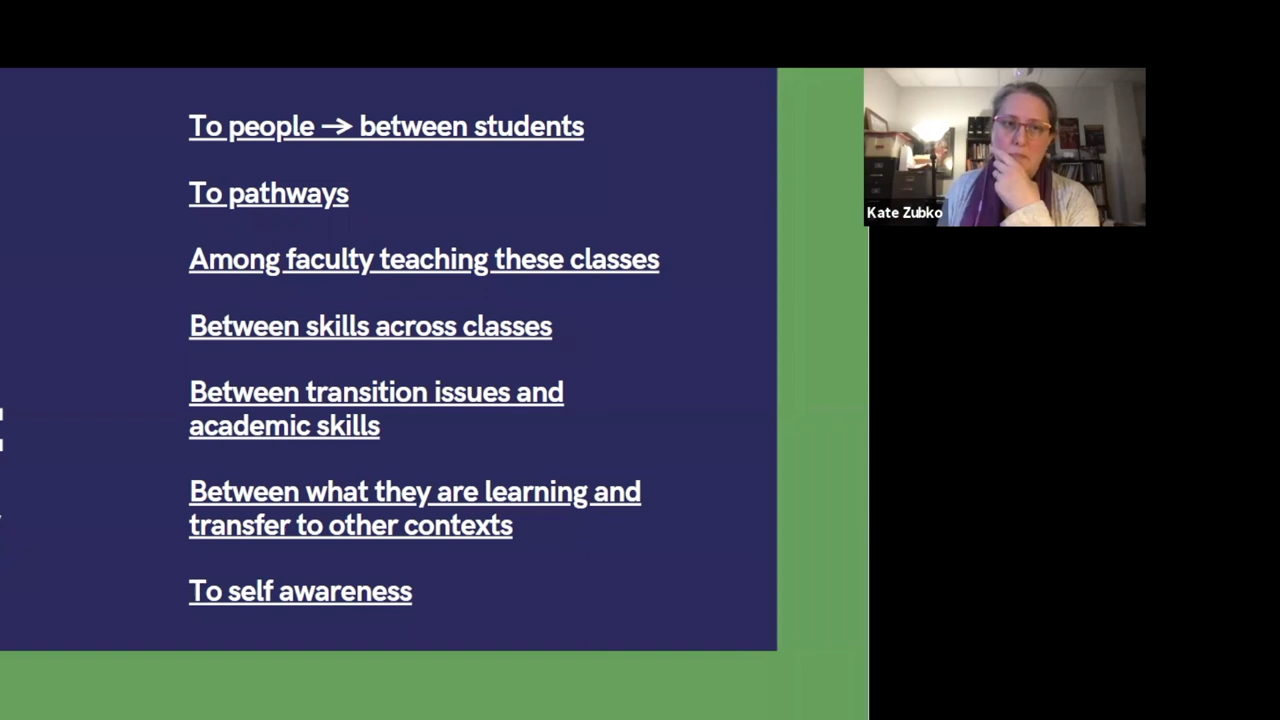 To people → between students
To pathways
Among faculty teaching these classes
Between skills across classes
Between transition issues and
academic skills
Between what they are learning and
transfer to other contexts
To self awareness
Kate Zubko